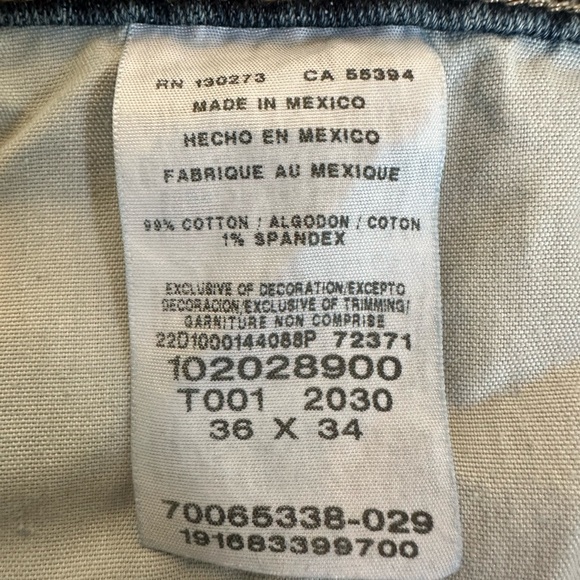 RN 130273 CA 55394
MADE IN MEXICO
HECHO EN MEXICO
FABRIQUE AU MEXIQUE
99% COTTON / ALGODON / COTON
1% SPANDEX
EXCLUSIVE OF DECORATION/EXCEPTO
DECORACION/EXCLUSIVE OF TRIMMING/
GARNITURE NON COMPRISE
22D1000144088P 72371
102028900
T001 2030
36 X 34
70065338-029
191683399700